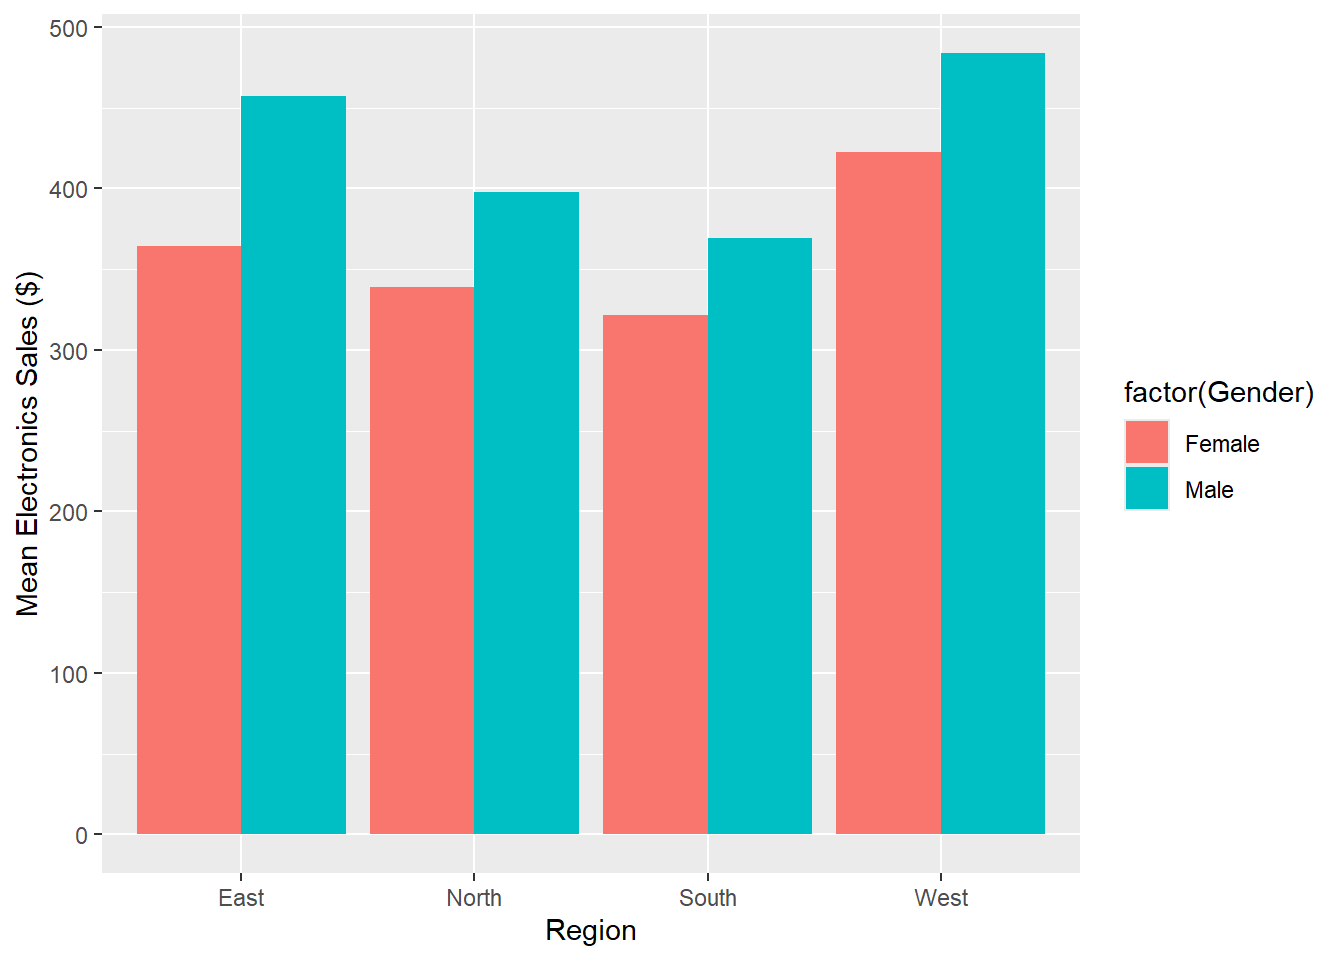 500
400
300
200
100
0
Mean Electronics Sales ($)
East North South West
Region
factor(Gender)
Female
Male